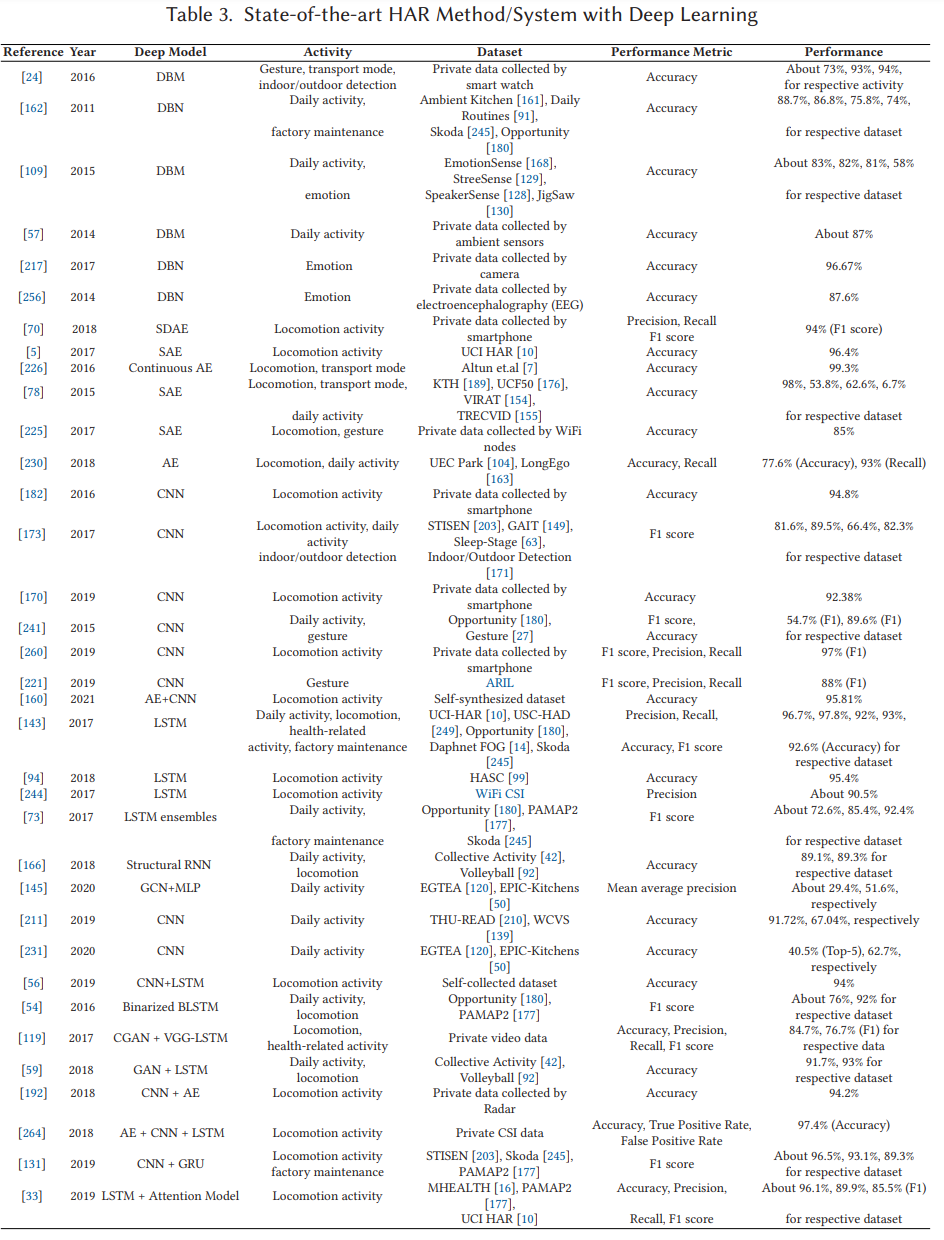 Table 3. State-of-the-art HAR Method/System with Deep Learning
Reference Year Deep Model Activity Dataset Performance Metric Performance
[24] 2016 DBM Gesture, transport mode, indoor/outdoor detection Private data collected by smart watch Accuracy About 73%, 93%, 94%, for respective activity
[162] 2011 DBN Daily activity, factory maintenance Ambient Kitchen [161], Daily Routines [91], Skoda [245], Opportunity [180] Accuracy 88.7%, 86.8%, 75.8%, 74%, for respective dataset
[109] 2015 DBM Daily activity, emotion EmotionSense [168], StreeSense [129], SpeakerSense [128], JigSaw [130] Accuracy About 83%, 82%, 81%, 58% for respective dataset
[57] 2014 DBM Daily activity Private data collected by ambient sensors Accuracy About 87%
[217] 2017 DBN Emotion Private data collected by camera Accuracy 96.67%
[256] 2014 DBN Emotion Private data collected by electroencephalography (EEG) Accuracy 87.6%
[70] 2018 SDAE Locomotion activity Private data collected by smartphone Precision, Recall F1 score 94% (F1 score)
[5] 2017 SAE Locomotion activity UCI HAR [10] Accuracy 96.4%
[226] 2016 Continuous AE Locomotion, transport mode Altun et.al [7] Accuracy 99.3%
[78] 2015 SAE Locomotion, transport mode, daily activity KTH [189], UCF50 [176], VIRAT [154], TRECVID [155] Accuracy 98%, 53.8%, 62.6%, 6.7% for respective dataset
[225] 2017 SAE Locomotion, gesture Private data collected by WiFi nodes Accuracy 85%
[230] 2018 AE Locomotion, daily activity UEC Park [104], LongEgo [163] Accuracy, Recall 77.6% (Accuracy), 93% (Recall)
[182] 2016 CNN Locomotion activity Private data collected by smartphone Accuracy 94.8%
[173] 2017 CNN Locomotion activity, daily activity indoor/outdoor detection STISEN [203], GAIT [149], Sleep-Stage [63], Indoor/Outdoor Detection [171] F1 score 81.6%, 89.5%, 66.4%, 82.3% for respective dataset
[170] 2019 CNN Locomotion activity Private data collected by smartphone Accuracy 92.38%
[241] 2015 CNN Daily activity, gesture Opportunity [180], Gesture [27] F1 score, Accuracy 54.7% (F1), 89.6% (F1) for respective dataset
[260] 2019 CNN Locomotion activity Private data collected by smartphone F1 score, Precision, Recall 97% (F1)
[221] 2019 CNN Gesture ARIL F1 score, Precision, Recall 88% (F1)
[160] 2021 AE+CNN Locomotion activity Self-synthesized dataset Accuracy 95.81%
[143] 2017 LSTM Daily activity, locomotion, health-related activity, factory maintenance UCI-HAR [10], USC-HAD [249], Opportunity [180], Daphnet FOG [14], Skoda [245] Precision, Recall, Accuracy, F1 score 96.7%, 97.8%, 92%, 93%, 92.6% (Accuracy) for respective dataset
[94] 2018 LSTM Locomotion activity HASC [99] Accuracy 95.4%
[244] 2017 LSTM Locomotion activity WiFi CSI Precision About 90.5%
[73] 2017 LSTM ensembles Daily activity, factory maintenance Opportunity [180], PAMAP2 [177], Skoda [245] F1 score About 72.6%, 85.4%, 92.4% for respective dataset
[166] 2018 Structural RNN Daily activity, locomotion Collective Activity [42], Volleyball [92] Accuracy 89.1%, 89.3% for respective dataset
[145] 2020 GCN+MLP Daily activity EGTEA [120], EPIC-Kitchens [50] Mean average precision About 29.4%, 51.6%, respectively
[211] 2019 CNN Daily activity THU-READ [210], WCVS [139] Accuracy 91.72%, 67.04%, respectively
[231] 2020 CNN Daily activity EGTEA [120], EPIC-Kitchens [50] Accuracy 40.5% (Top-5), 62.7%, respectively
[56] 2019 CNN+LSTM Locomotion activity Self-collected dataset Accuracy 94%
[54] 2016 Binarized BLSTM Daily activity, locomotion Opportunity [180], PAMAP2 [177] F1 score About 76%, 92% for respective dataset
[119] 2017 CGAN + VGG-LSTM Locomotion, health-related activity Private video data Accuracy, Precision, Recall, F1 score 84.7%, 76.7% (F1) for respective data
[59] 2018 GAN + LSTM Daily activity, locomotion Collective Activity [42], Volleyball [92] Accuracy 91.7%, 93% for respective dataset
[192] 2018 CNN + AE Locomotion activity Private data collected by Radar Accuracy 94.2%
[264] 2018 AE + CNN + LSTM Locomotion activity Private CSI data Accuracy, True Positive Rate, False Positive Rate 97.4% (Accuracy)
[131] 2019 CNN + GRU Locomotion activity factory maintenance STISEN [203], Skoda [245], PAMAP2 [177] F1 score About 96.5%, 93.1%, 89.3% for respective dataset
[33] 2019 LSTM + Attention Model Locomotion activity MHEALTH [16], PAMAP2 [177], UCI HAR [10] Accuracy, Precision, Recall, F1 score About 96.1%, 89.9%, 85.5% (F1) for respective dataset